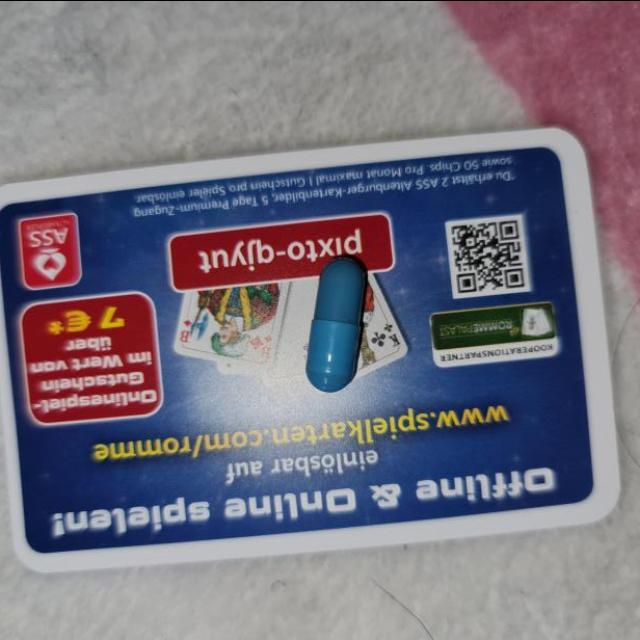 Offline & Online spielen!
einlösbar auf
www.spielkarten.com/romme
Onlinespiel-
Gutschein
im Wert von
über
7 €*
KOOPERATIONSPARTNER
ROMMÉPALAST
pixto-qjyut
ASS
*Du erhältst 2 ASS Altenburger-Kartenbilder, 5 Tage Premium-Zugang
sowie 50 Chips. Pro Monat maximal 1 Gutschein pro Spieler einlösbar